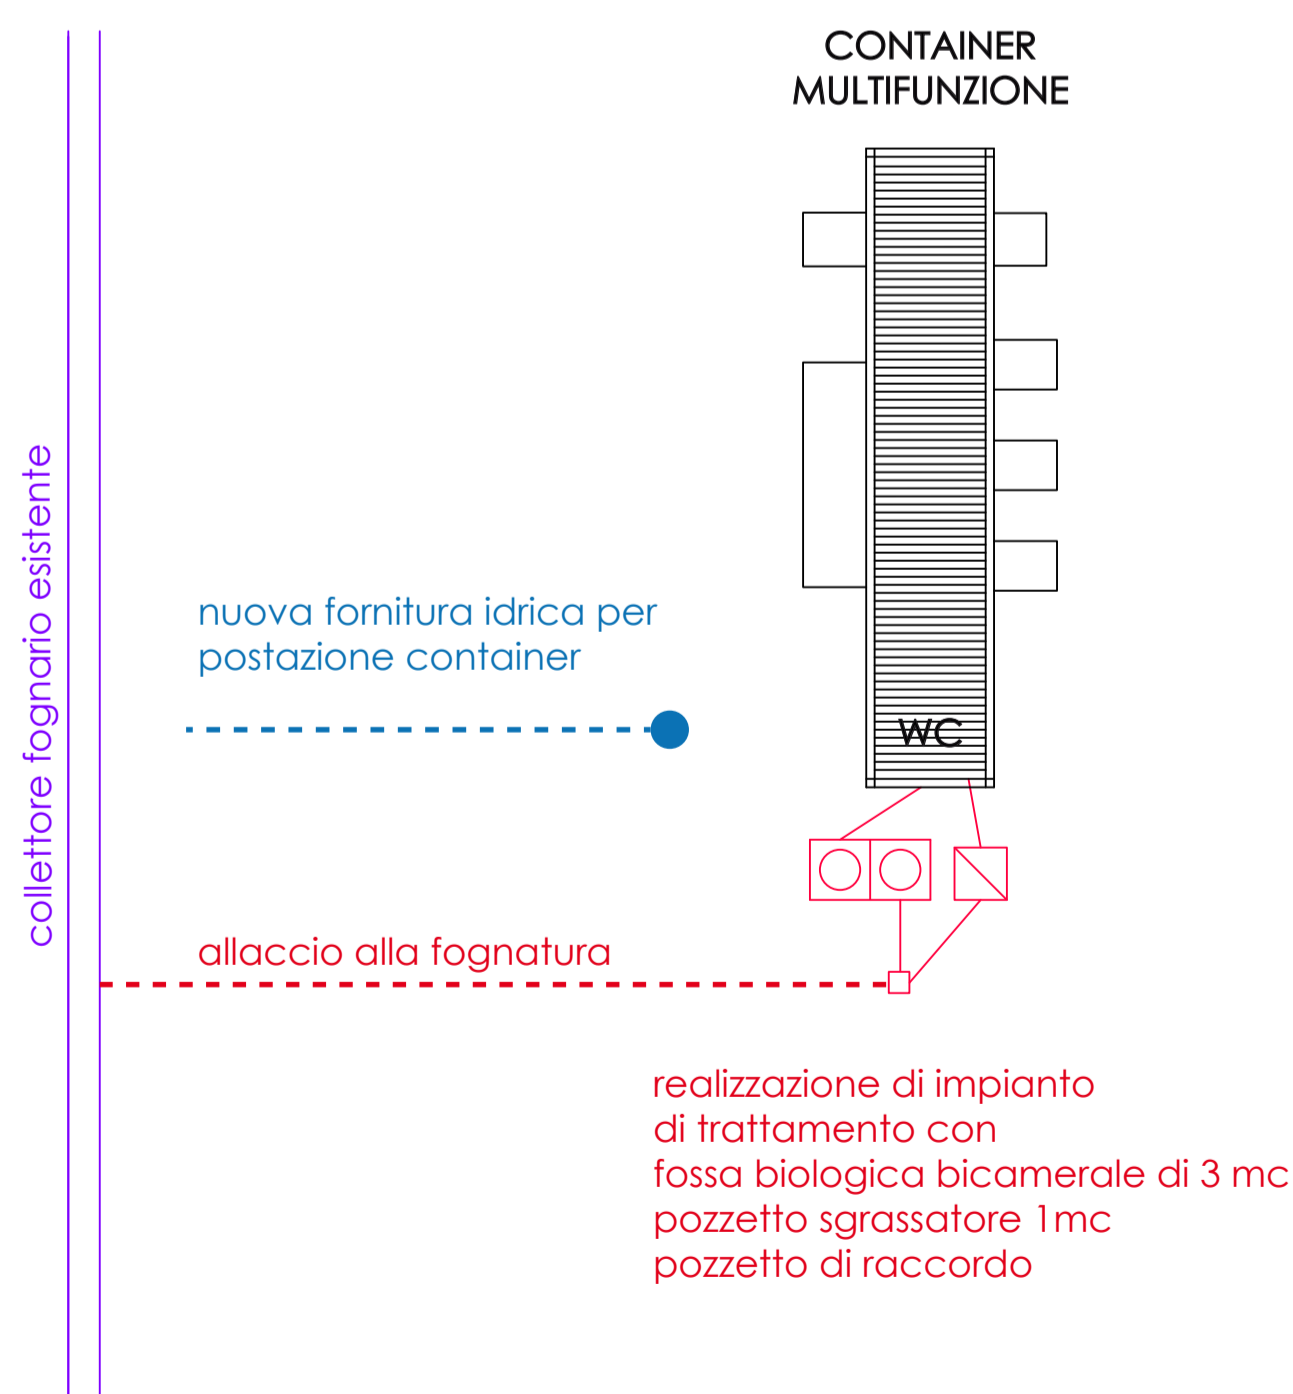 CONTAINER
MULTIFUNZIONE
collettore fognario esistente
nuova fornitura idrica per
postazione container
WC
allaccio alla fognatura
realizzazione di impianto
di trattamento con
fossa biologica bicamerale di 3 mc
pozzetto sgrassatore 1mc
pozzetto di raccordo